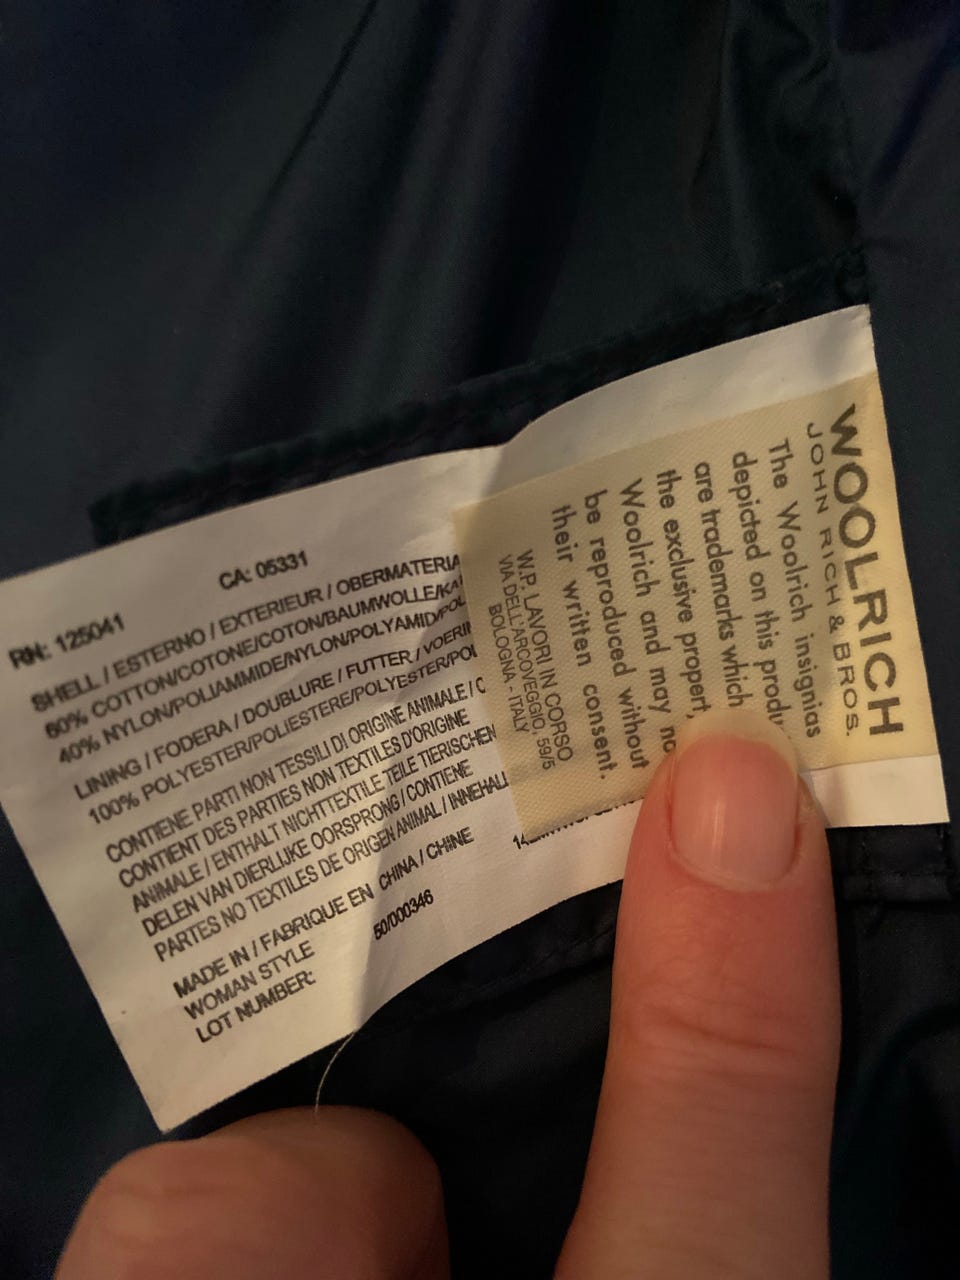 WOOLRICH
JOHN RICH & BROS.
The Woolrich insignias
depicted on this
are trademarks which
the exclusive
Woolrich and may
be reproduced without
their written consent.
W.P. LAVORI IN CORSO
VIA DELL'ARCOVEGGIO, 59/5
BOLOGNA - ITALY
RN: 125041 CA: 05331
SHELL / ESTERNO / EXTERIEUR /
60% COTTON/COTONE/COTON/BAUMWOLLE/
40% NYLON/POLIAMMIDE/NYLON/POLYAMID/
LINING / FODERA / DOUBLURE / FUTTER /
100% POLYESTER/POLIESTERE/POLYESTER/
CONTIENE PARTI NON TESSILI DI ORIGINE ANIMALE /
CONTIENT DES PARTIES NON TEXTILES D'ORIGINE
ANIMALE / ENTHALT NICHTTEXTILE TEILE TIERISCHEN
DELEN VAN DIERLIJKE OORSPRONG / CONTIENE
PARTES NO TEXTILES DE ORIGEN ANIMAL /
MADE IN / FABRIQUE EN CHINA / CHINE
WOMAN STYLE
LOT NUMBER: 50/000346